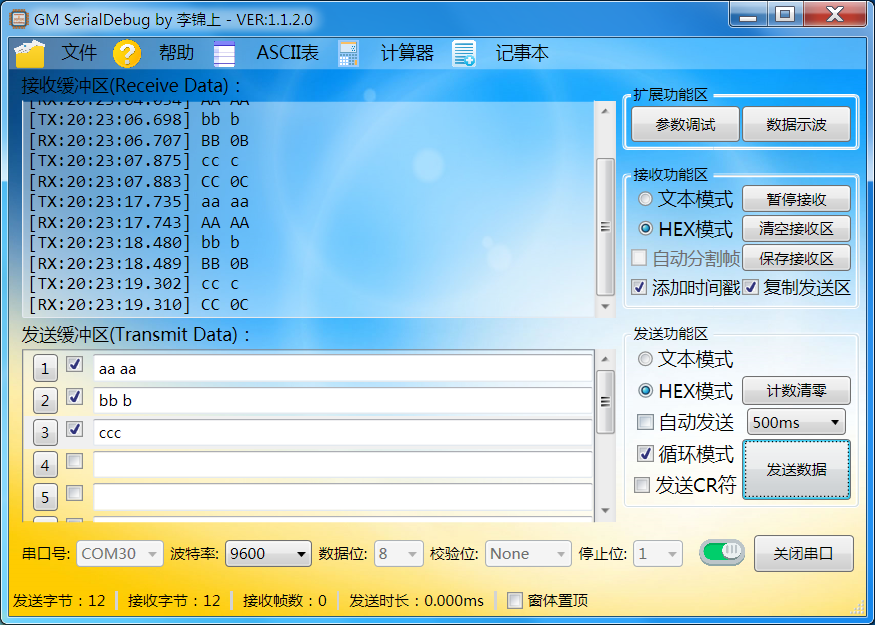 GM SerialDebug by 李锦上 - VER:1.1.2.0
文件 帮助 ASCII表 计算器 记事本
接收缓冲区(Receive Data)：
[RX:20:23:04.634] AA AA
[TX:20:23:06.698] bb b
[RX:20:23:06.707] BB 0B
[TX:20:23:07.875] cc c
[RX:20:23:07.883] CC 0C
[TX:20:23:17.735] aa aa
[RX:20:23:17.743] AA AA
[TX:20:23:18.480] bb b
[RX:20:23:18.489] BB 0B
[TX:20:23:19.302] cc c
[RX:20:23:19.310] CC 0C
发送缓冲区(Transmit Data)：
1 aa aa
2 bb b
3 ccc
4
5
扩展功能区
参数调试 数据示波
接收功能区
文本模式 暂停接收
HEX模式 清空接收区
自动分割帧 保存接收区
添加时间戳 复制发送区
发送功能区
文本模式
HEX模式 计数清零
自动发送 500ms
循环模式 发送数据
发送CR符
串口号: COM30 波特率: 9600 数据位: 8 校验位: None 停止位: 1 关闭串口
发送字节：12 接收字节：12 接收帧数：0 发送时长：0.000ms 窗体置顶